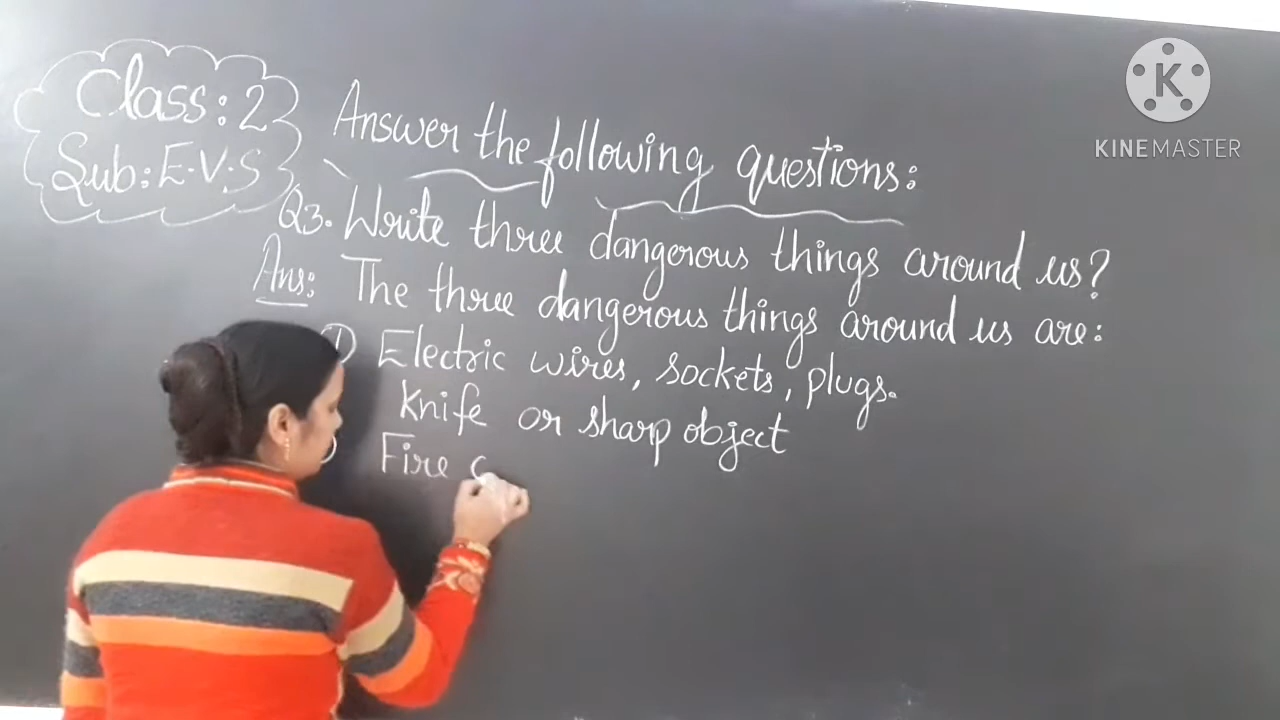 Class: 2
Sub: E.V.S
Answer the following questions:
Q3. Write three dangerous things around us?
Ans: The three dangerous things around us are:
Electric wires, sockets, plugs.
Knife or sharp object
Fire
KINEMASTER